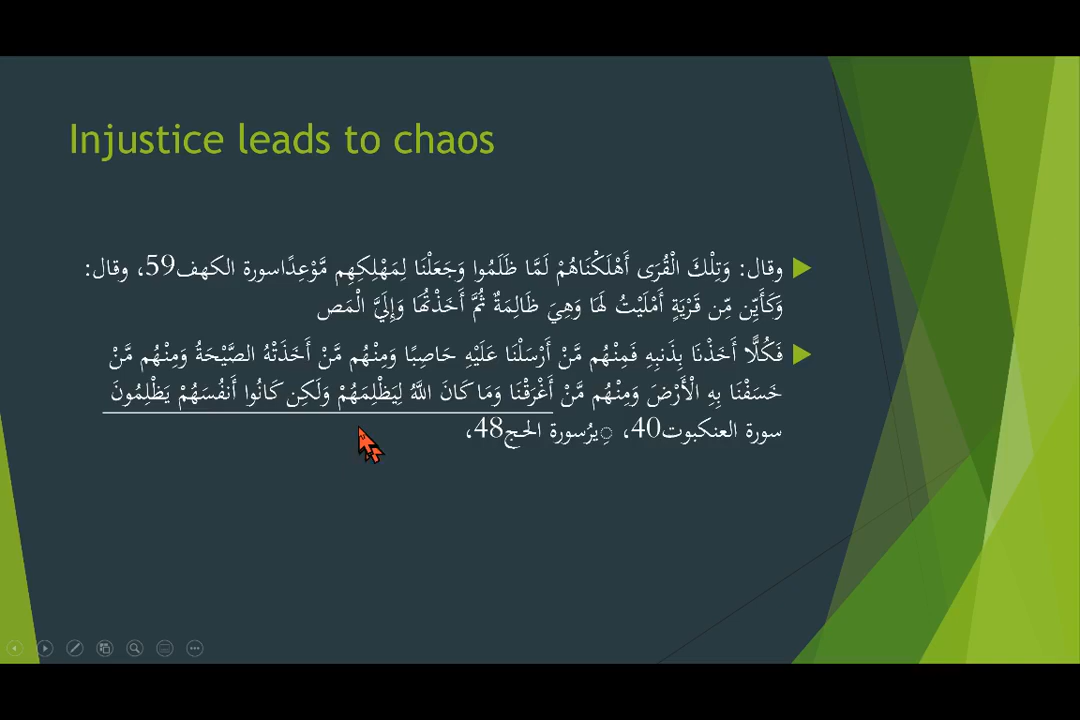 Injustice leads to chaos
وقال: وَتِلْكَ الْقُرَى أَهْلَكْنَاهُمْ لَمَّا ظَلَمُوا وَجَعَلْنَا لِمَهْلِكِهِم مَّوْعِدًاسورة الكهف59، وقال:
وَكَأَيِّن مِّن قَرْيَةٍ أَمْلَيْتُ لَهَا وَهِيَ ظَالِمَةٌ ثُمَّ أَخَذْتُهَا وَإِلَيَّ الْمَص
فَكُلًّا أَخَذْنَا بِذَنبِهِ فَمِنْهُم مَّنْ أَرْسَلْنَا عَلَيْهِ حَاصِبًا وَمِنْهُم مَّنْ أَخَذَتْهُ الصَّيْحَةُ وَمِنْهُم مَّنْ
خَسَفْنَا بِهِ الْأَرْضَ وَمِنْهُم مَّنْ أَغْرَقْنَا وَمَا كَانَ اللَّهُ لِيَظْلِمَهُمْ وَلَكِن كَانُوا أَنفُسَهُمْ يَظْلِمُونَ
سورة العنكبوت40، ِيرُسورة الحج48،